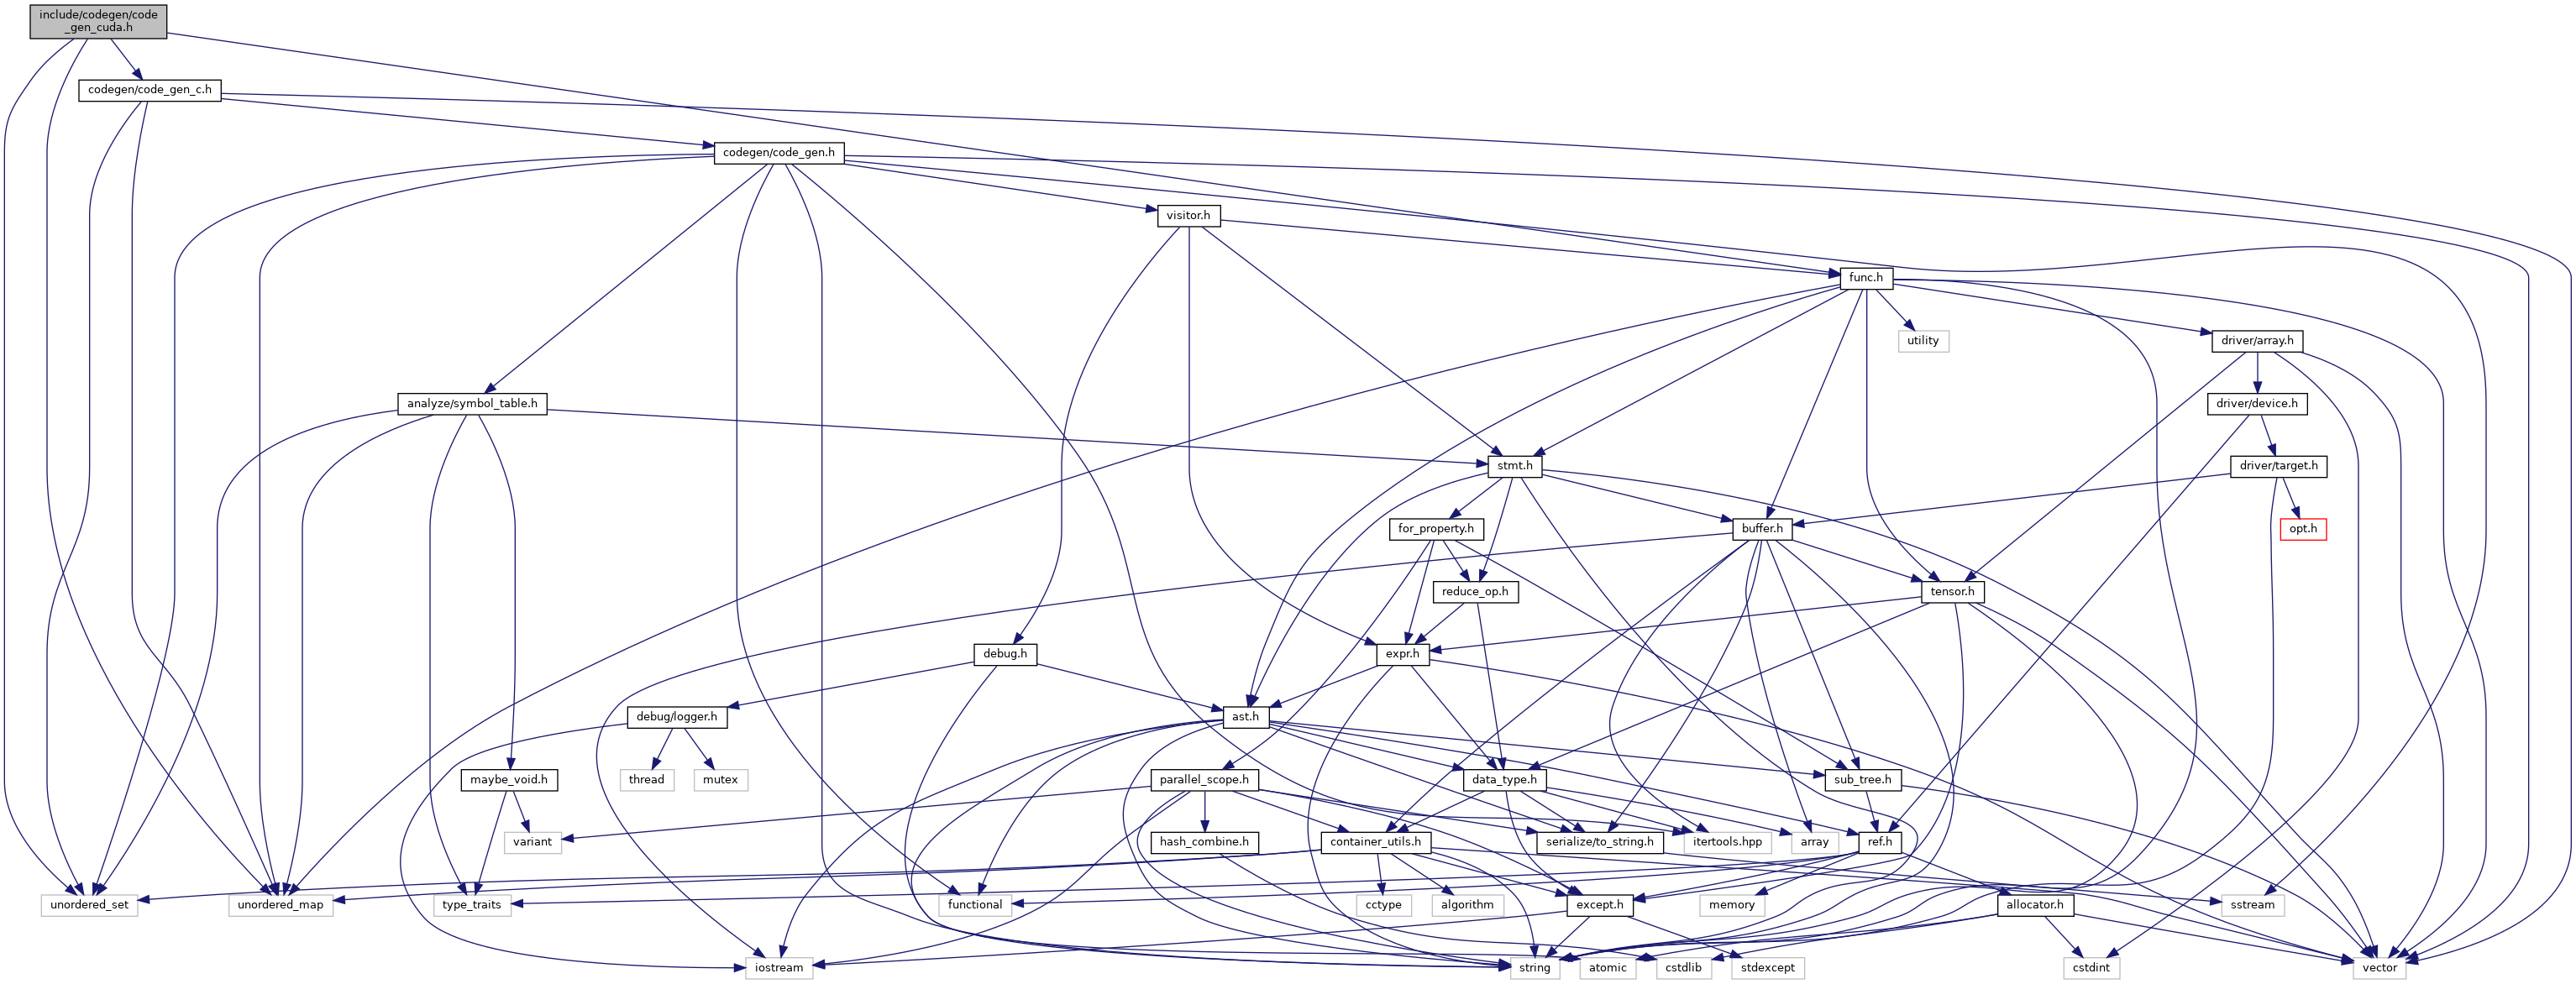 include/codegen/code
_gen_cuda.h
codegen/code_gen_c.h
codegen/code_gen.h
visitor.h
func.h
utility
driver/array.h
analyze/symbol_table.h
driver/device.h
stmt.h
driver/target.h
for_property.h
buffer.h
opt.h
reduce_op.h
tensor.h
debug.h
expr.h
debug/logger.h
ast.h
thread
mutex
maybe_void.h
parallel_scope.h
data_type.h
sub_tree.h
variant
hash_combine.h
container_utils.h
serialize/to_string.h
itertools.hpp
array
ref.h
unordered_set
unordered_map
type_traits
functional
cctype
algorithm
except.h
memory
allocator.h
sstream
iostream
string
atomic
cstdlib
stdexcept
cstdint
vector